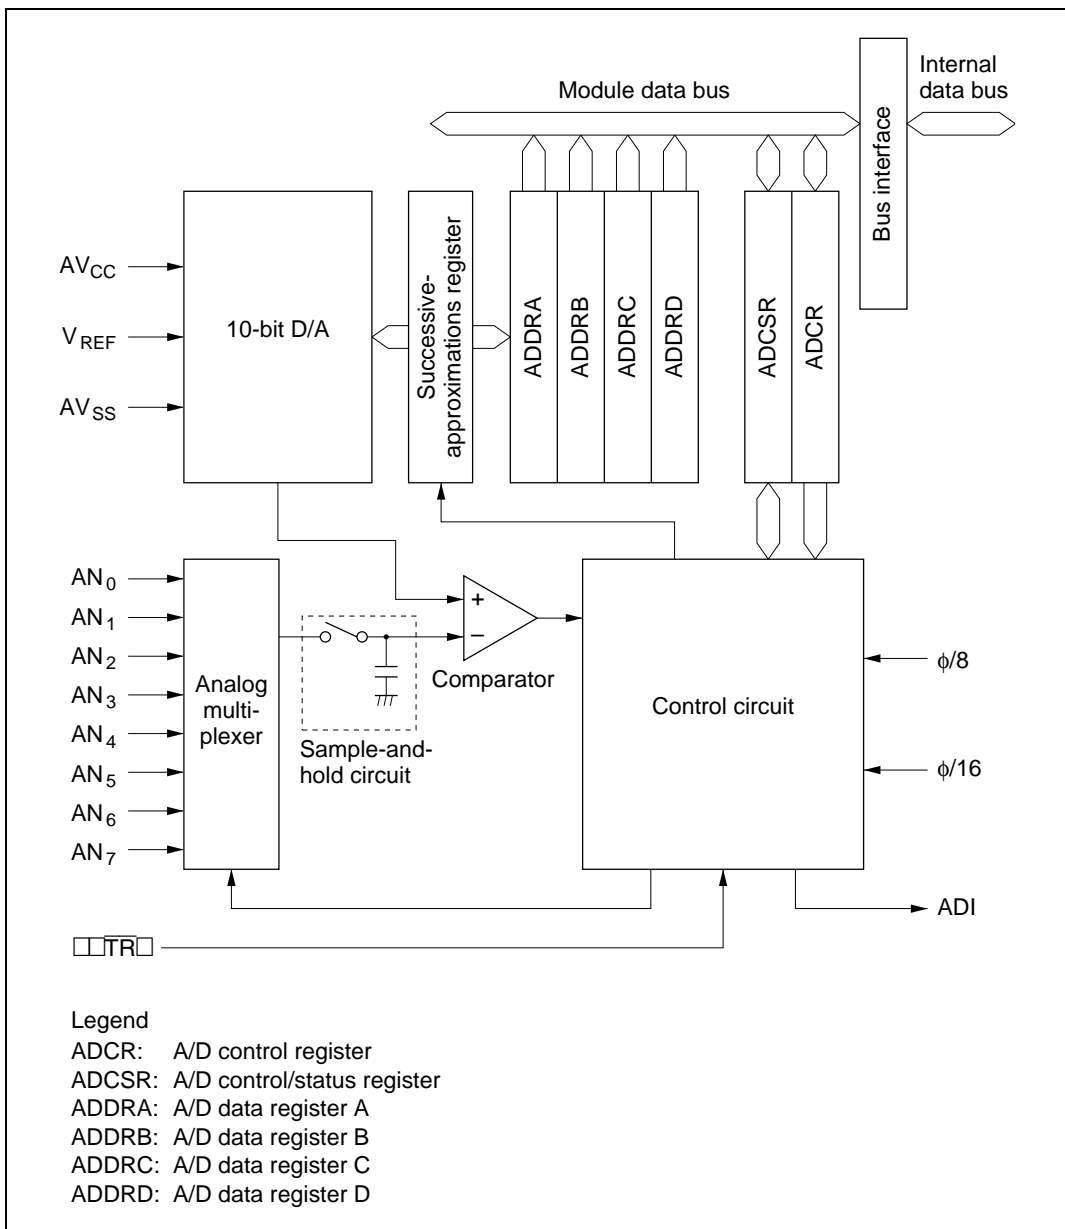 Module data bus
Internal
data bus
Bus interface
AVCC
VREF
AVSS
10-bit D/A
Successive-
approximations register
ADDRA
ADDRB
ADDRC
ADDRD
ADCSR
ADCR
AN0
AN1
AN2
AN3
AN4
AN5
AN6
AN7
Analog
multi-
plexer
Sample-and-
hold circuit
+
−
Comparator
Control circuit
ϕ/8
ϕ/16
ADI
□□TR□
Legend
ADCR: A/D control register
ADCSR: A/D control/status register
ADDRA: A/D data register A
ADDRB: A/D data register B
ADDRC: A/D data register C
ADDRD: A/D data register D